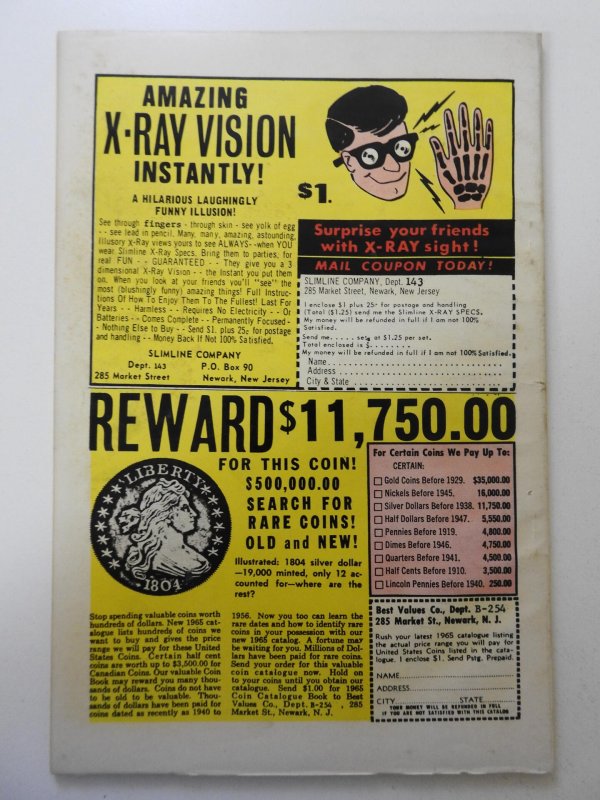 AMAZING
X-RAY VISION
INSTANTLY!
A HILARIOUS LAUGHINGLY
FUNNY ILLUSION!
$1.
See through fingers - through skin - see yolk of egg
- - see lead in pencil. Many, many, amazing, astounding
illusory x-Ray views yours to see ALWAYS--when YOU
wear Slimline X-Ray Specs. Bring them to parties, for
real FUN - - GUARANTEED - - They give you a 3
dimensional X-Ray Vision - - the Instant you put them
on. When you look at your friends you'll "see" the
most (blushingly funny) amazing things! Full Instruc-
tions Of How To Enjoy Them To The Fullest! Last For
Years - - Harmless - - Requires No Electricity - - Or
Batteries - - Comes Complete - - Permanently Focused -
- Nothing Else to Buy - - Send $1. plus 25¢ for postage
and handling - - Money Back If Not 100% Satisfied.
SLIMLINE COMPANY
Dept. 143 P.O. Box 90
285 Market Street Newark, New Jersey
Surprise your friends
with X-RAY sight!
MAIL COUPON TODAY!
SLIMLINE COMPANY, Dept. 143
285 Market Street, Newark, New Jersey
I enclose $1 plus 25¢ for postage and handling
(Total ($1.25) send me the Slimline X-RAY SPECS.
My money will be refunded in full if I am not 100%
Satisfied.
Send me..... sets at $1.25 per set.
Total enclosed is $
My money will be refunded in full if I am not 100% Satisfied.
Name
Address
City & State
REWARD $11,750.00
FOR THIS COIN!
$500,000.00
SEARCH FOR
RARE COINS!
OLD and NEW!
LIBERTY
1804
Illustrated: 1804 silver dollar
—19,000 minted, only 12 ac-
counted for—where are the
rest?
Stop spending valuable coins worth
hundreds of dollars. New 1965 cat-
alogue lists hundreds of coins we
want to buy and gives the price
range we will pay for these United
States Coins. Certain half cent
coins are worth up to $3,500.00 for
Canadian Coins. Our valuable Coin
Book may reward you many thou-
sands of dollars. Coins do not have
to be old to be valuable. Thou-
sands of dollars have been paid for
coins dated as recently as 1940 to
1956. Now you too can learn the
rare dates and how to identify rare
coins in your possession with our
new 1965 catalog. A fortune may
be waiting for you. Millions of Dol-
lars have been paid for rare coins.
Send your order for this valuable
coin catalogue now. Hold on
to your coins until you obtain our
catalogue. Send $1.00 for 1965
Coin Catalogue Book to Best
Values Co., Dept. B-254 , 285
Market St., Newark, N. J.
For Certain Coins We Pay Up To:
CERTAIN:
Gold Coins Before 1929. $35,000.00
Nickels Before 1945. 16,000.00
Silver Dollars Before 1938. 11,750.00
Half Dollars Before 1947. 5,550.00
Pennies Before 1919. 4,800.00
Dimes Before 1946. 4,750.00
Quarters Before 1941. 4,500.00
Half Cents Before 1910. 3,500.00
Lincoln Pennies Before 1940. 250.00
Best Values Co., Dept. B-254
285 Market St., Newark, N. J.
Rush your latest 1965 catalogue listing
the actual price range you will pay for
United States Coins listed in the cata-
logue. I enclose $1. Send Pstg. Prepaid.
NAME
ADDRESS
CITY STATE
YOUR MONEY WILL BE REFUNDED IN FULL
IF YOU ARE NOT SATISFIED WITH THIS CATALOG